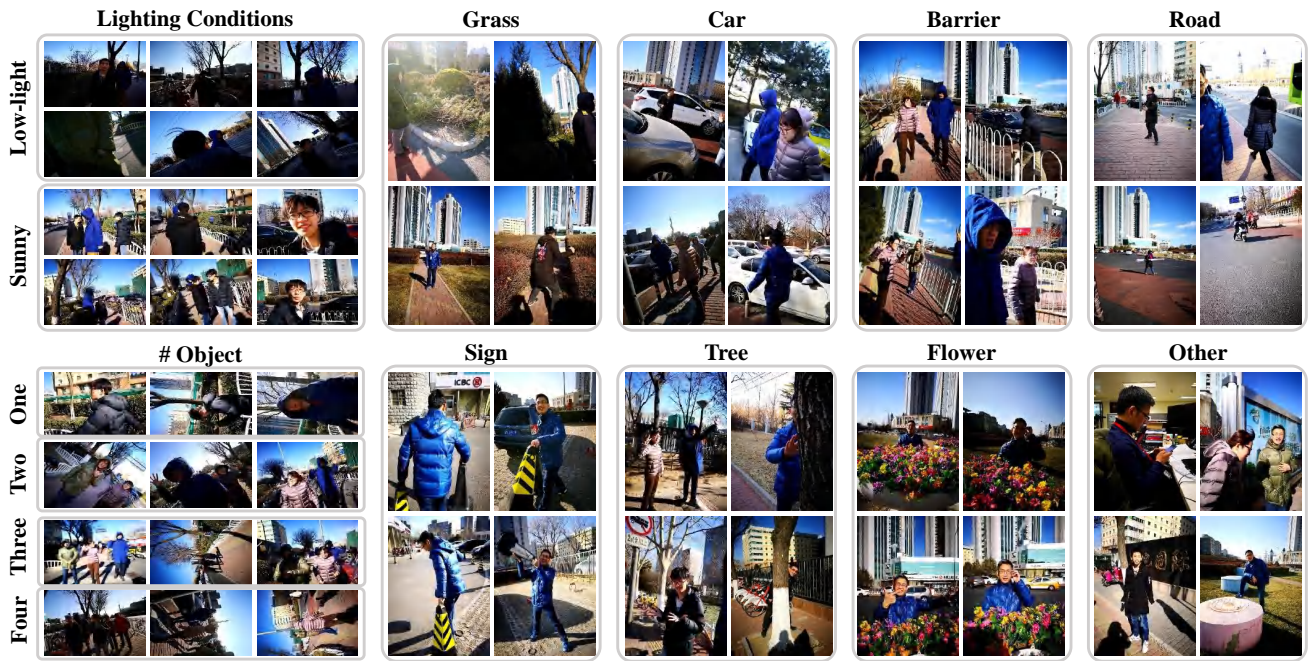 Lighting Conditions
Grass
Car
Barrier
Road
Low-light
Sunny
# Object
Sign
Tree
Flower
Other
One
Two
Three
Four
ICBC